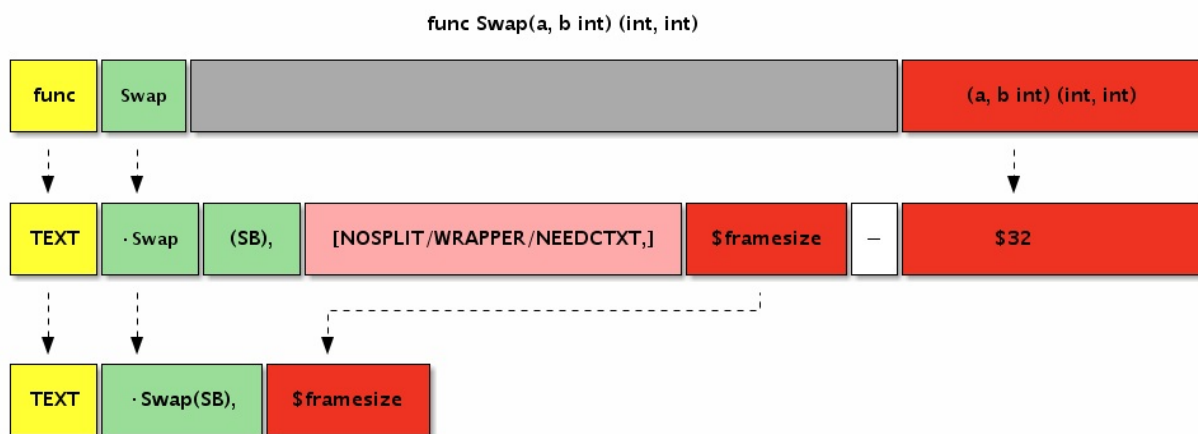 func Swap(a, b int) (int, int)
func Swap (a, b int) (int, int)
TEXT ·Swap (SB), [NOSPLIT/WRAPPER/NEEDCTXT,] $framesize – $32
TEXT ·Swap(SB), $framesize